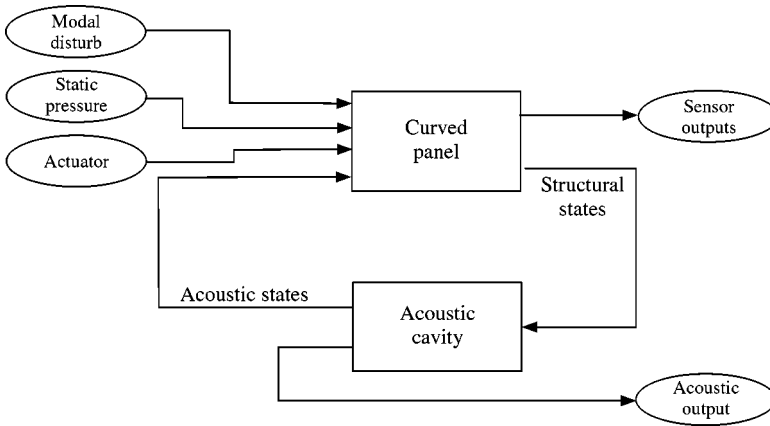 Modal
disturb
Static
pressure
Actuator
Curved
panel
Sensor
outputs
Structural
states
Acoustic states
Acoustic
cavity
Acoustic
output